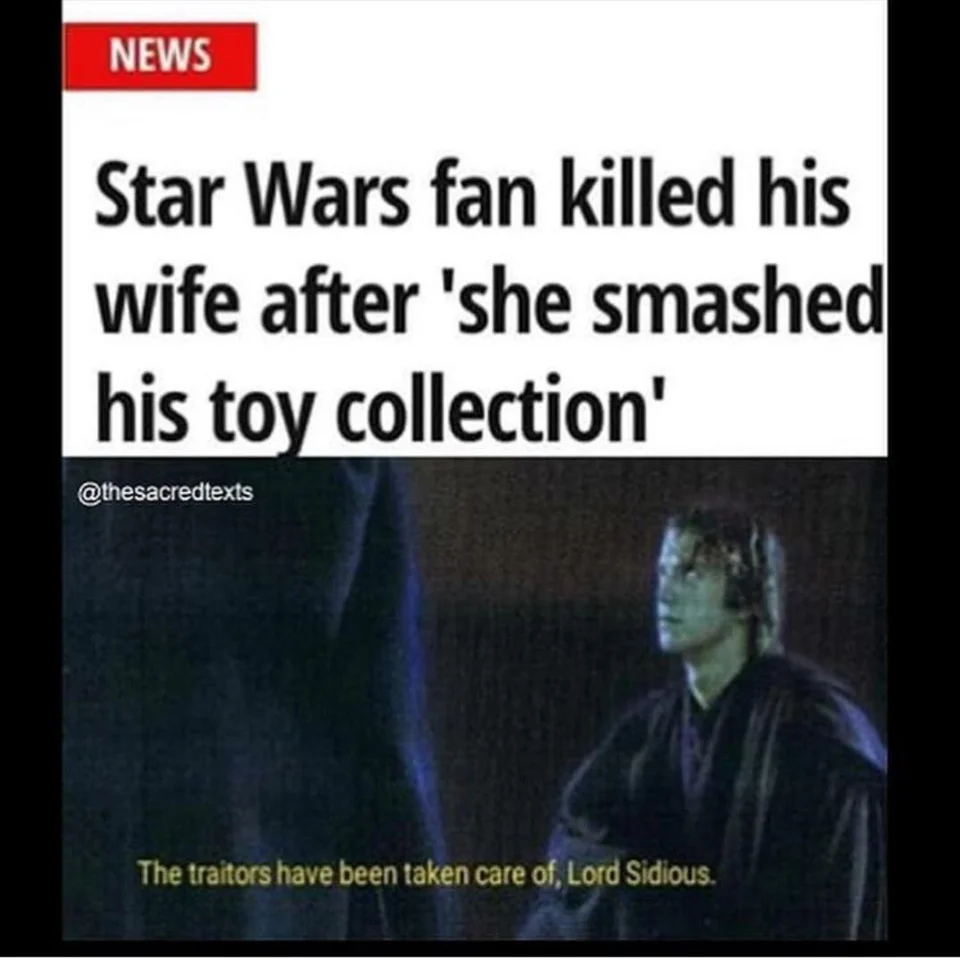 NEWS
Star Wars fan killed his
wife after 'she smashed
his toy collection'
@thesacredtexts
The traitors have been taken care of, Lord Sidious.